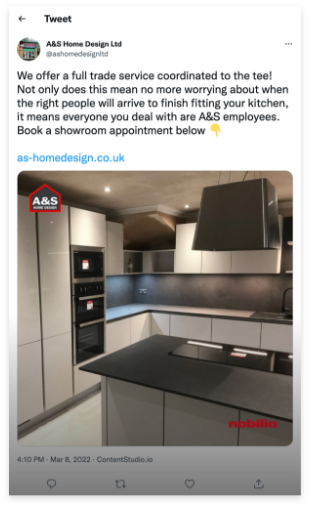 Tweet
A&S Home Design Ltd
@ashomedesignltd
We offer a full trade service coordinated to the tee!
Not only does this mean no more worrying about when
the right people will arrive to finish fitting your kitchen,
it means everyone you deal with are A&S employees.
Book a showroom appointment below 👇
as-homedesign.co.uk
A&S
HOME DESIGN
nobilia
4:10 PM · Mar 8, 2022 · ContentStudio.io